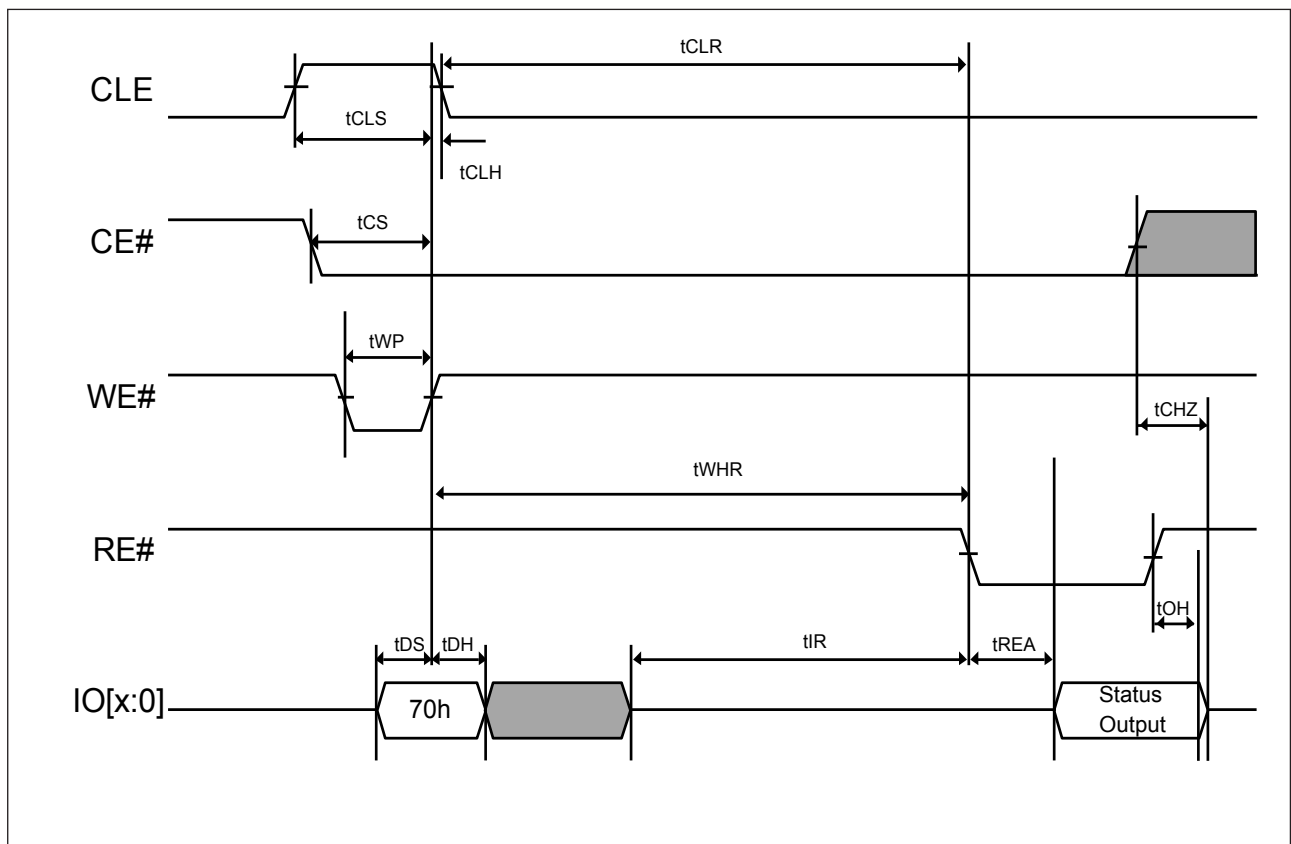 tCLR
CLE
tCLS
tCLH
tCS
CE#
tWP
WE#
tCHZ
tWHR
RE#
tOH
tDS
tDH
tIR
tREA
IO[x:0]
70h
Status
Output